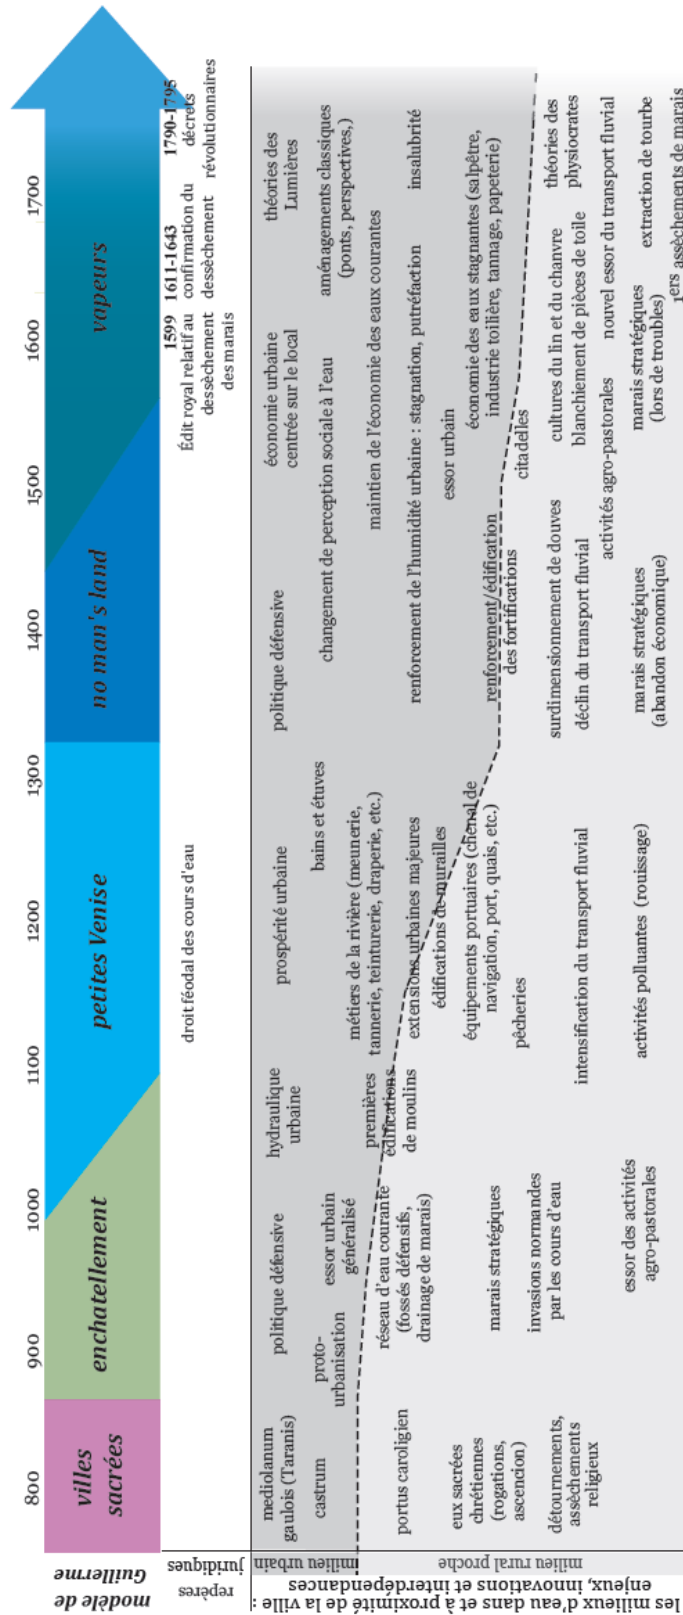 modèle de
Guillerme
800
900
1000
1100
1200
1300
1400
1500
1600
1700
villes
sacrées
enchatellement
petites Venise
no man's land
vapeurs
repères
juridiques
droit féodal des cours d'eau
1599
Édit royal relatif au
dessèchement
des marais
1611-1643
confirmation du
dessèchement
1790-1795
décrets
révolutionnaires
les milieux d'eau et dans et à proximité de la ville :
enjeux, innovations et interdépendances
milieu urbain
milieu rural proche
mediolanum
gaulois (Taranis)
castrum
portus caroligien
eux sacrées
chrétiennes
(rogations,
ascencion)
détournements,
assèchements
religieux
politique défensive
proto-
urbanisation
essor urbain
généralisé
réseau d'eau courante
(fossés défensifs,
drainage de marais)
marais stratégiques
invasions normandes
par les cours d'eau
essor des activités
agro-pastorales
hydraulique
urbaine
premières
édifications
de moulins
prospérité urbaine
bains et étuves
métiers de la rivière (meunerie,
tannerie, teinturerie, draperie, etc.)
extensions urbaines majeures
édifications de murailles
équipements portuaires (chenal de
navigation, port, quais, etc.)
pêcheries
intensification du transport fluvial
activités polluantes (rouissage)
politique défensive
changement de perception sociale à l'eau
maintien de l'économie des eaux courantes
renforcement de l'humidité urbaine : stagnation, putréfaction
insalubrité
essor urbain
renforcement/édification
des fortifications
citadelles
surdimensionnement de douves
déclin du transport fluvial
activités agro-pastorales
marais stratégiques
(abandon économique)
économie urbaine
centrée sur le local
économie des eaux stagnantes (salpêtre,
industrie toilière, tannage, papeterie)
cultures du lin et du chanvre
blanchiement de pièces de toile
nouvel essor du transport fluvial
marais stratégiques
(lors de troubles)
théories des
Lumières
aménagements classiques
(ponts, perspectives,)
théories des
physiocrates
extraction de tourbe
1ers assèchements de marais